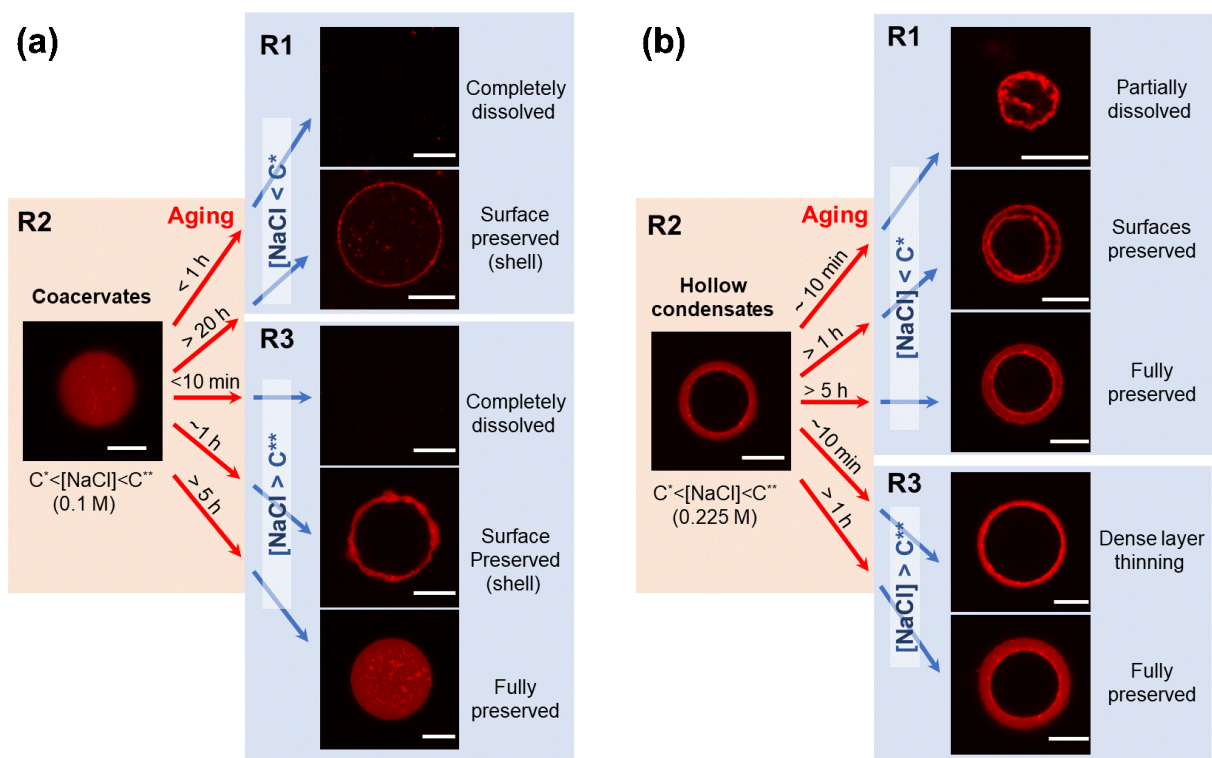 (a)
R1
Completely
dissolved
[NaCl < C*
Surface
preserved
(shell)
R2
Aging
< 1 h
> 20 h
<10 min
~1 h
> 5 h
Coacervates
C*<[NaCl]<C**
(0.1 M)
R3
Completely
dissolved
[NaCl > C**
Surface
Preserved
(shell)
Fully
preserved
(b)
R1
Partially
dissolved
[NaCl] < C*
Surfaces
preserved
Fully
preserved
R2
Aging
~ 10 min
> 1 h
> 5 h
~10 min
> 1 h
Hollow
condensates
C*<[NaCl]<C**
(0.225 M)
R3
[NaCl] > C**
Dense layer
thinning
Fully
preserved